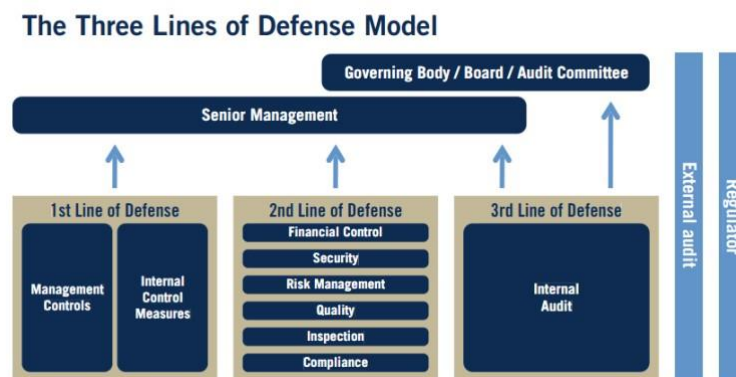 The Three Lines of Defense Model
Governing Body / Board / Audit Committee
Senior Management
1st Line of Defense
Management
Controls
Internal
Control
Measures
2nd Line of Defense
Financial Control
Security
Risk Management
Quality
Inspection
Compliance
3rd Line of Defense
Internal
Audit
External audit
Regulator